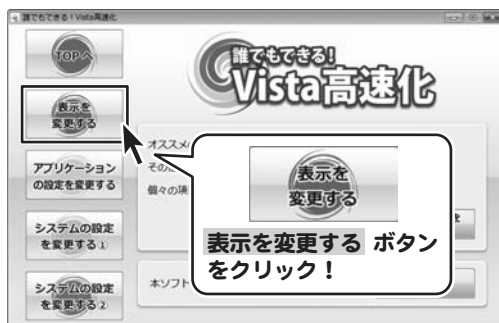 誰でもできる！Vista高速化
TOPへ
誰でもできる!
Vista高速化
表示を
変更する
オススメ
アプリケーション
の設定を変更する
その
個々の項
表示を
変更する
表示を変更する ボタン
をクリック！
システムの設定
を変更する1
を
本ソフト
システムの設定
を変更する2